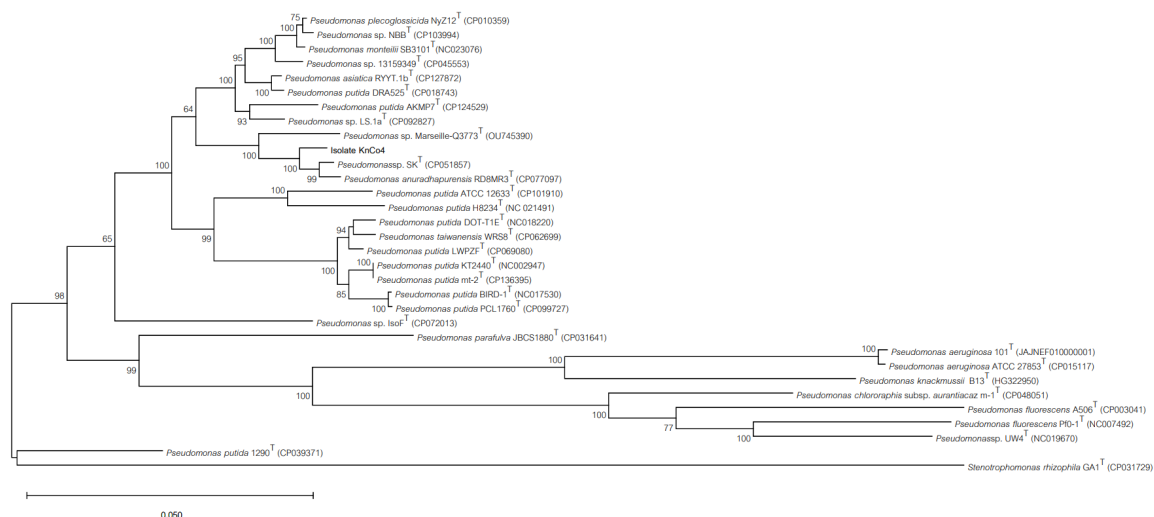 75
Pseudomonas plecoglossicida NyZ12T (CP010359)
100
Pseudomonas sp. NBBT (CP103994)
100
Pseudomonas monteilii SB3101T(NC023076)
95
Pseudomonas sp. 13159349T (CP045553)
100
Pseudomonas asiatica RYYT.1bT (CP127872)
100
Pseudomonas putida DRA525T (CP018743)
64
Pseudomonas putida AKMP7T (CP124529)
93
Pseudomonas sp. LS.1aT (CP092827)
Pseudomonas sp. Marseille-Q3773T (OU745390)
100
Isolate KnCo4
100
Pseudomonassp. SKT (CP051857)
99
Pseudomonas anuradhapurensis RD8MR3T (CP077097)
100
100
Pseudomonas putida ATCC 12633T (CP101910)
Pseudomonas putida H8234T (NC 021491)
99
Pseudomonas putida DOT-T1ET (NC018220)
94
Pseudomonas taiwanensis WRS8T (CP062699)
Pseudomonas putida LWPZFT (CP069080)
100
100
Pseudomonas putida KT2440T (NC002947)
Pseudomonas putida mt-2T (CP136395)
85
Pseudomonas putida BIRD-1T (NC017530)
100
Pseudomonas putida PCL1760T (CP099727)
65
Pseudomonas sp. IsoFT (CP072013)
98
Pseudomonas parafulva JBCS1880T (CP031641)
99
100
Pseudomonas aeruginosa 101T (JAJNEF010000001)
100
Pseudomonas aeruginosa ATCC 27853T (CP015117)
Pseudomonas knackmussii B13T (HG322950)
100
Pseudomonas chlororaphis subsp. aurantiacaz m-1T (CP048051)
100
Pseudomonas fluorescens A506T (CP003041)
77
Pseudomonas fluorescens Pf0-1T (NC007492)
100
Pseudomonassp. UW4T (NC019670)
Pseudomonas putida 1290T (CP039371)
Stenotrophomonas rhizophila GA1T (CP031729)
0.050